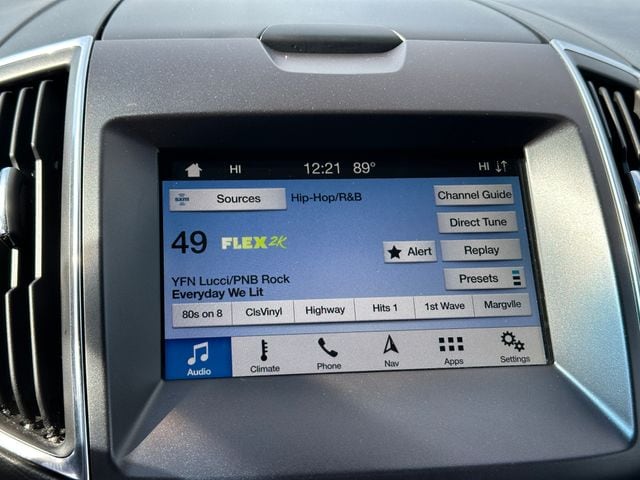 HI 12:21 89° HI
sxm Sources Hip-Hop/R&B Channel Guide
Direct Tune
49 FLEX2K
Alert Replay
Presets
YFN Lucci/PNB Rock
Everyday We Lit
80s on 8 ClsVinyl Highway Hits 1 1st Wave Margvlle
Audio Climate Phone Nav Apps Settings